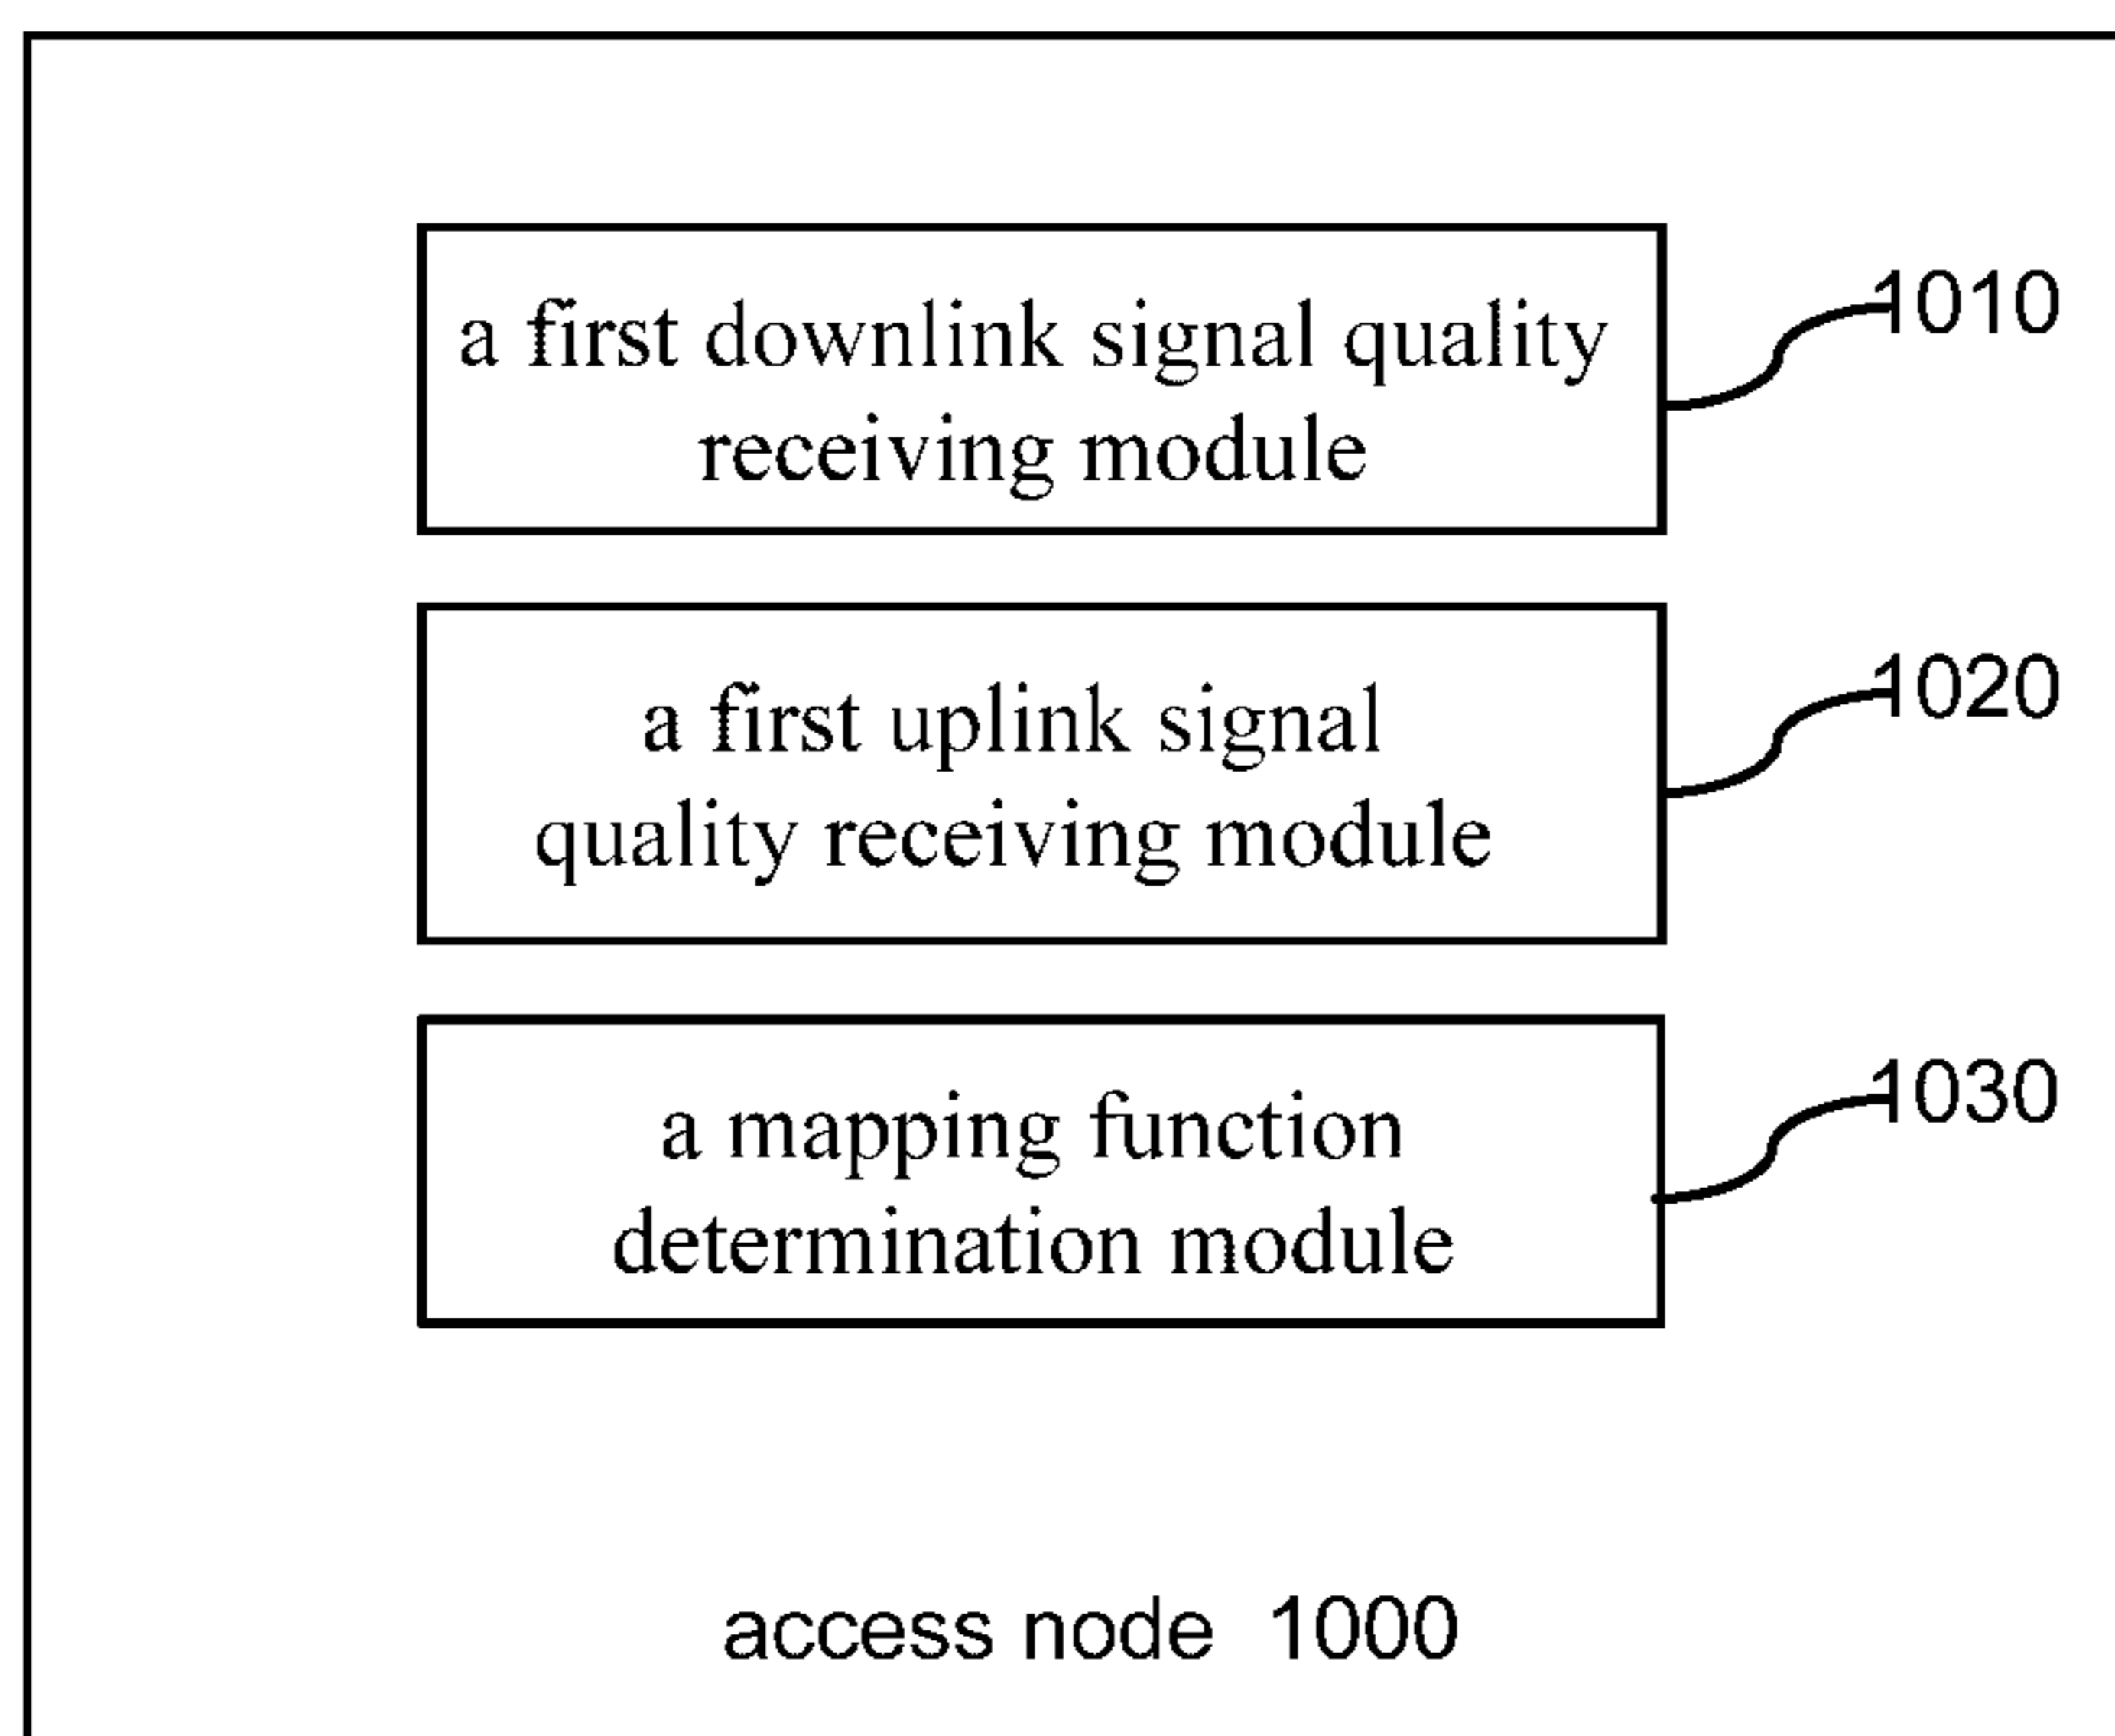 a first downlink signal quality
receiving module
1010
a first uplink signal
quality receiving module
1020
a mapping function
determination module
1030
access node 1000